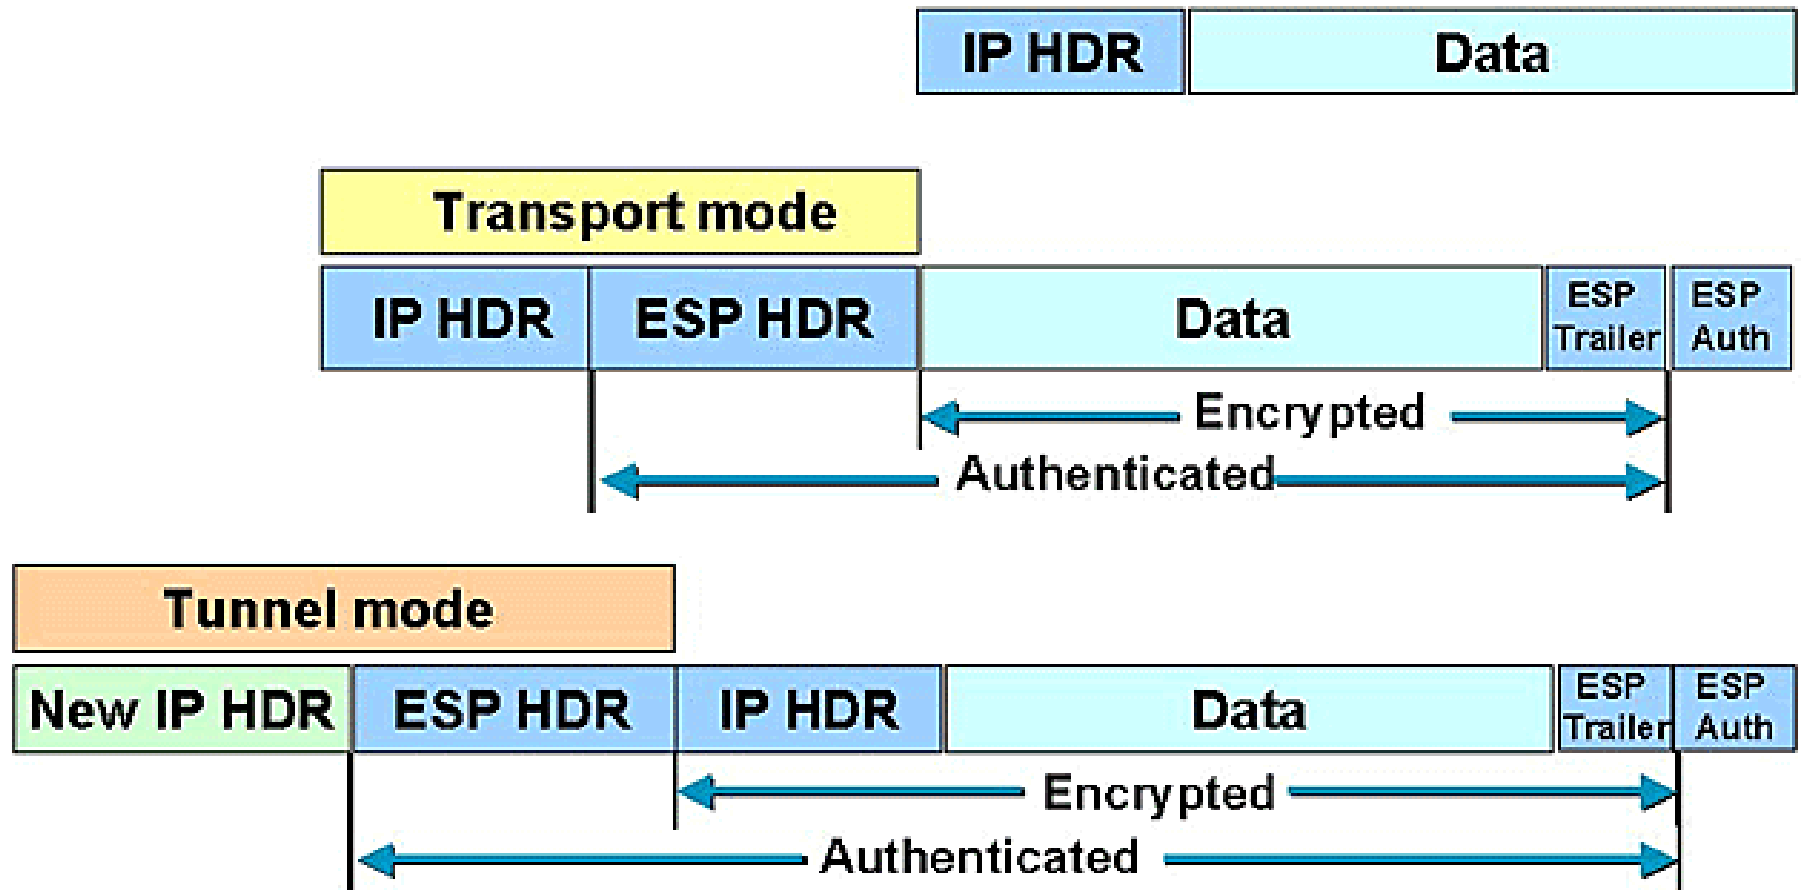 IP HDR Data
Transport mode
IP HDR ESP HDR Data ESP Trailer ESP Auth
Encrypted
Authenticated
Tunnel mode
New IP HDR ESP HDR IP HDR Data ESP Trailer ESP Auth
Encrypted
Authenticated